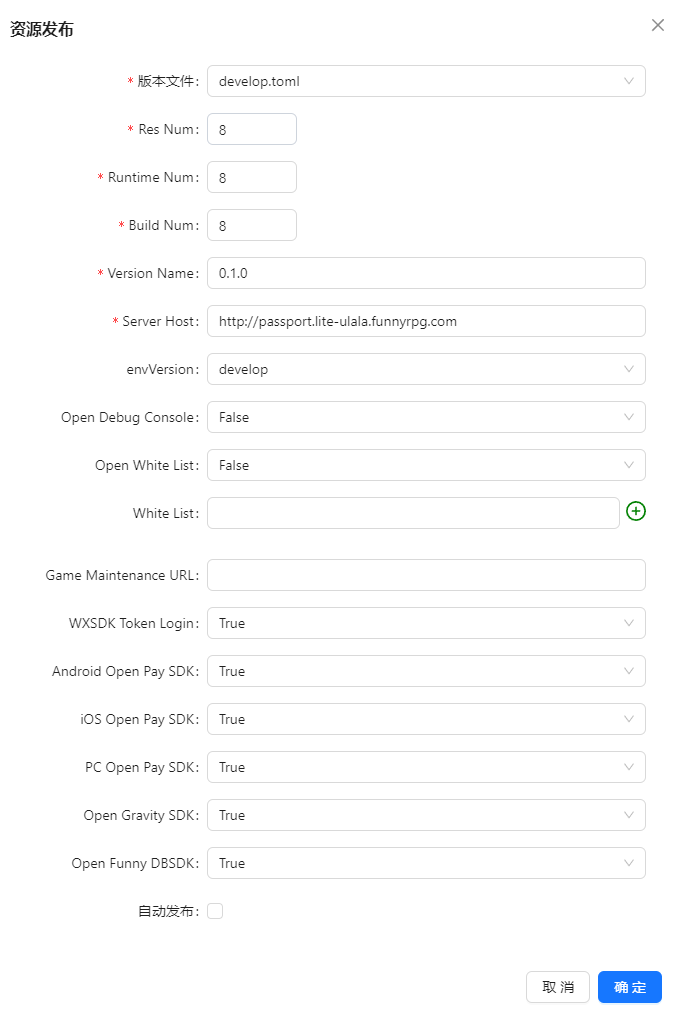 资源发布
* 版本文件: develop.toml
* Res Num: 8
* Runtime Num: 8
* Build Num: 8
* Version Name: 0.1.0
* Server Host: http://passport.lite-ulala.funnyrpg.com
envVersion: develop
Open Debug Console: False
Open White List: False
White List:
Game Maintenance URL:
WXSDK Token Login: True
Android Open Pay SDK: True
iOS Open Pay SDK: True
PC Open Pay SDK: True
Open Gravity SDK: True
Open Funny DBSDK: True
自动发布:
取 消 确 定